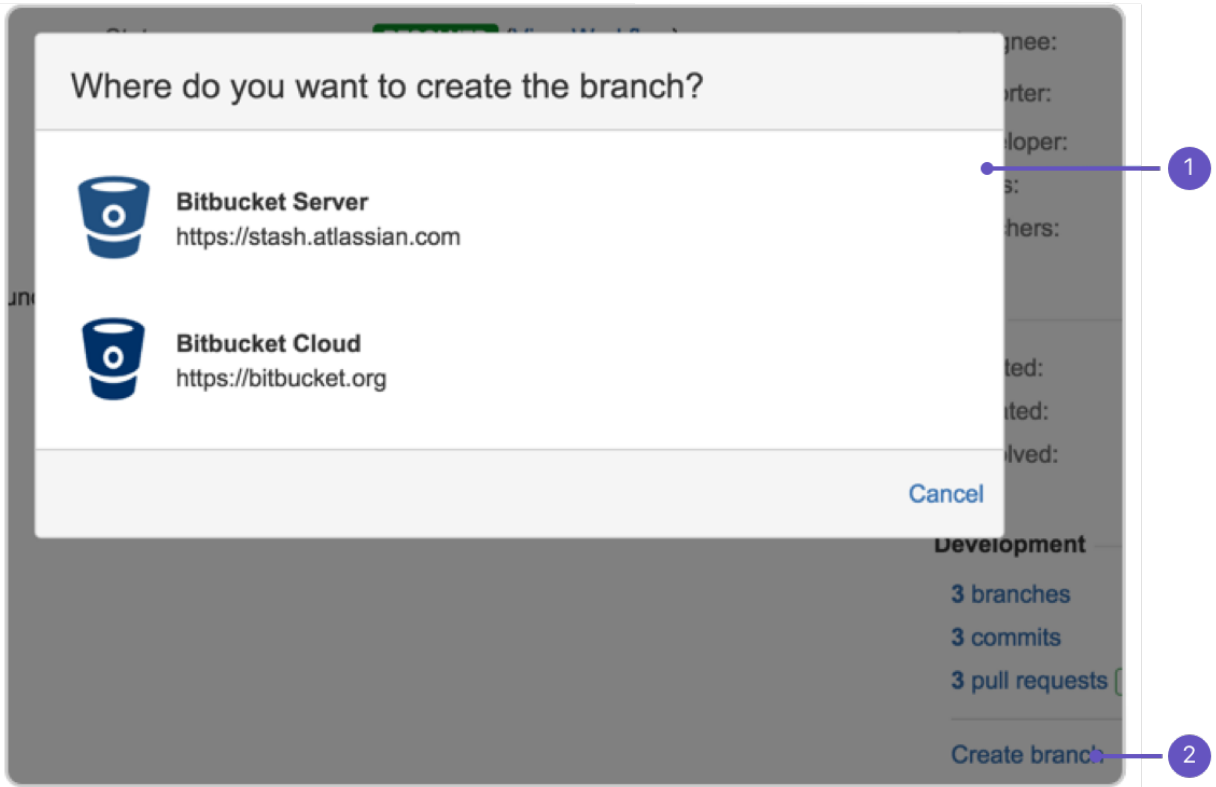 Where do you want to create the branch?
Bitbucket Server
https://stash.atlassian.com
Bitbucket Cloud
https://bitbucket.org
Cancel
1
Development
3 branches
3 commits
3 pull requests
Create branch
2